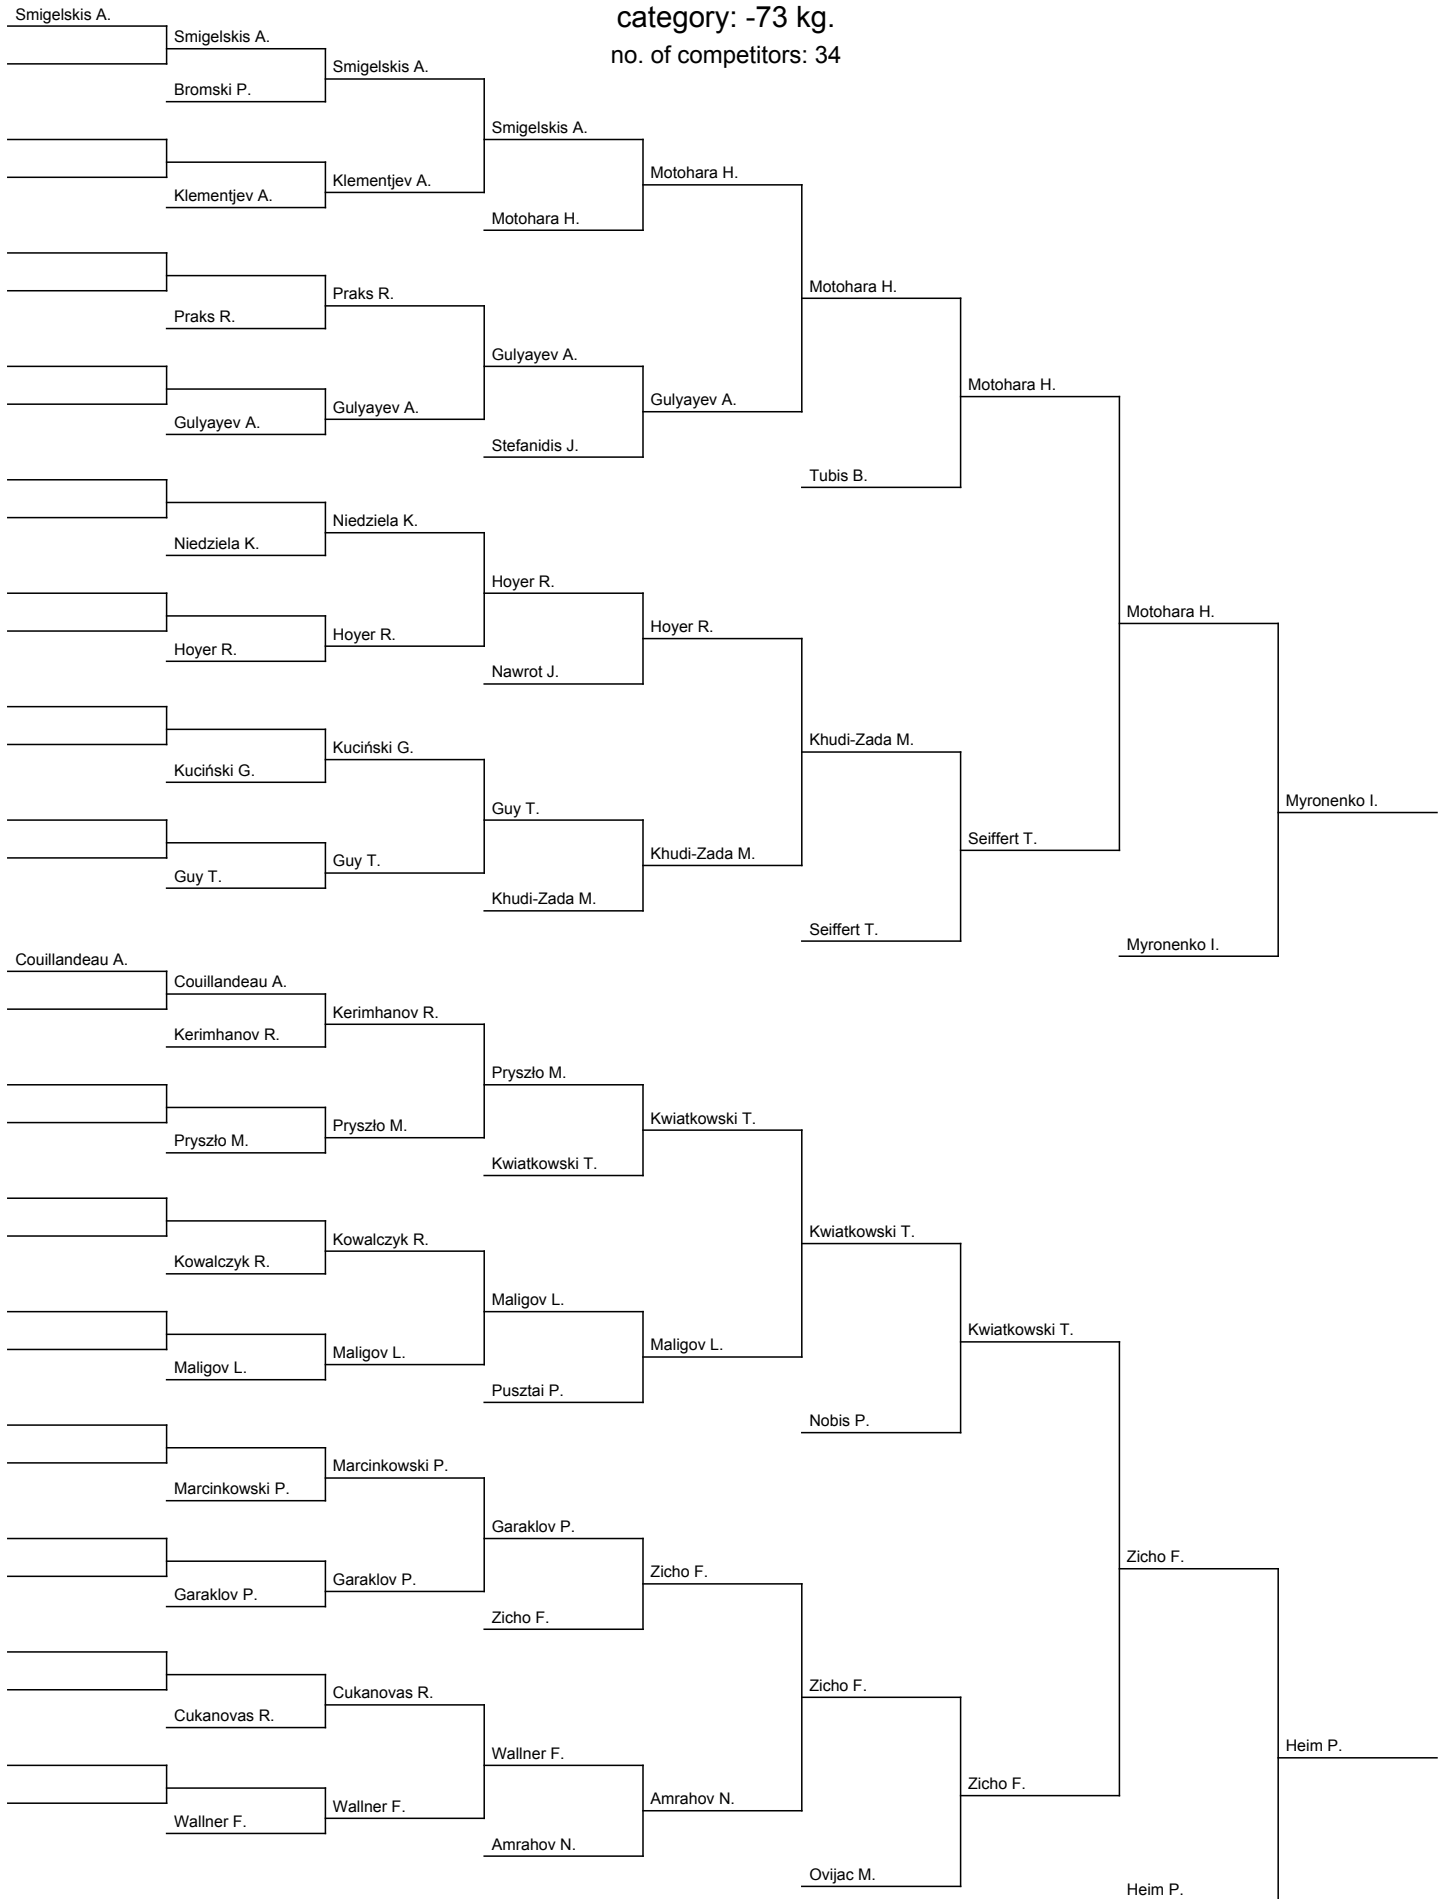 category: -73 kg.
no. of competitors: 34
Smigelskis A.
Smigelskis A.
Smigelskis A.
Bromski P.
Smigelskis A.
Motohara H.
Klementjev A.
Klementjev A.
Motohara H.
Motohara H.
Praks R.
Praks R.
Gulyayev A.
Motohara H.
Gulyayev A.
Gulyayev A.
Gulyayev A.
Stefanidis J.
Tubis B.
Niedziela K.
Niedziela K.
Hoyer R.
Motohara H.
Hoyer R.
Hoyer R.
Hoyer R.
Nawrot J.
Khudi-Zada M.
Kuciński G.
Kuciński G.
Myronenko I.
Guy T.
Seiffert T.
Khudi-Zada M.
Guy T.
Guy T.
Khudi-Zada M.
Seiffert T.
Myronenko I.
Couillandeau A.
Couillandeau A.
Kerimhanov R.
Kerimhanov R.
Pryszło M.
Kwiatkowski T.
Pryszło M.
Pryszło M.
Kwiatkowski T.
Kwiatkowski T.
Kowalczyk R.
Kowalczyk R.
Maligov L.
Kwiatkowski T.
Maligov L.
Maligov L.
Maligov L.
Pusztai P.
Nobis P.
Marcinkowski P.
Marcinkowski P.
Garaklov P.
Zicho F.
Zicho F.
Garaklov P.
Garaklov P.
Zicho F.
Zicho F.
Cukanovas R.
Cukanovas R.
Heim P.
Wallner F.
Zicho F.
Amrahov N.
Wallner F.
Wallner F.
Amrahov N.
Ovijac M.
Heim P.